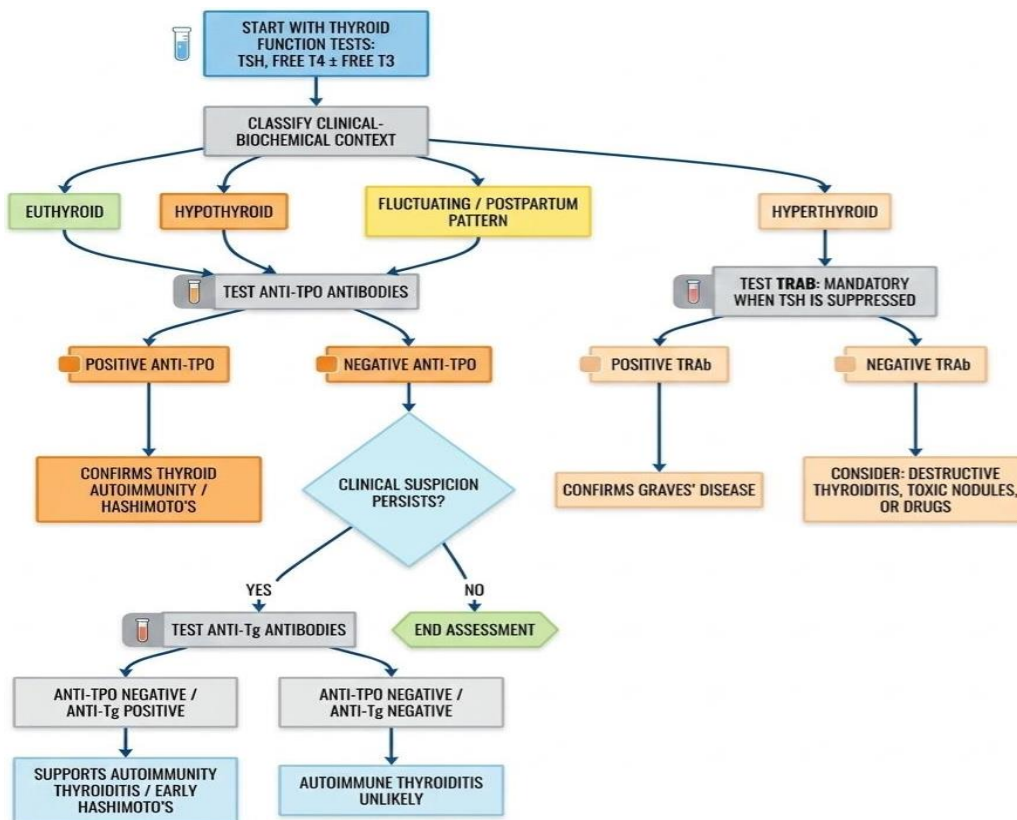 START WITH THYROID
FUNCTION TESTS:
TSH, FREE T4 ± FREE T3
CLASSIFY CLINICAL-
BIOCHEMICAL CONTEXT
EUTHYROID
HYPOTHYROID
FLUCTUATING / POSTPARTUM
PATTERN
HYPERTHYROID
TEST ANTI-TPO ANTIBODIES
TEST TRAB: MANDATORY
WHEN TSH IS SUPPRESSED
POSITIVE ANTI-TPO
NEGATIVE ANTI-TPO
POSITIVE TRAb
NEGATIVE TRAb
CONFIRMS THYROID
AUTOIMMUNITY /
HASHIMOTO'S
CLINICAL SUSPICION
PERSISTS?
CONFIRMS GRAVES' DISEASE
CONSIDER: DESTRUCTIVE
THYROIDITIS, TOXIC NODULES,
OR DRUGS
YES
NO
TEST ANTI-Tg ANTIBODIES
END ASSESSMENT
ANTI-TPO NEGATIVE /
ANTI-Tg POSITIVE
ANTI-TPO NEGATIVE /
ANTI-Tg NEGATIVE
SUPPORTS AUTOIMMUNITY
THYROIDITIS / EARLY
HASHIMOTO'S
AUTOIMMUNE THYROIDITIS
UNLIKELY